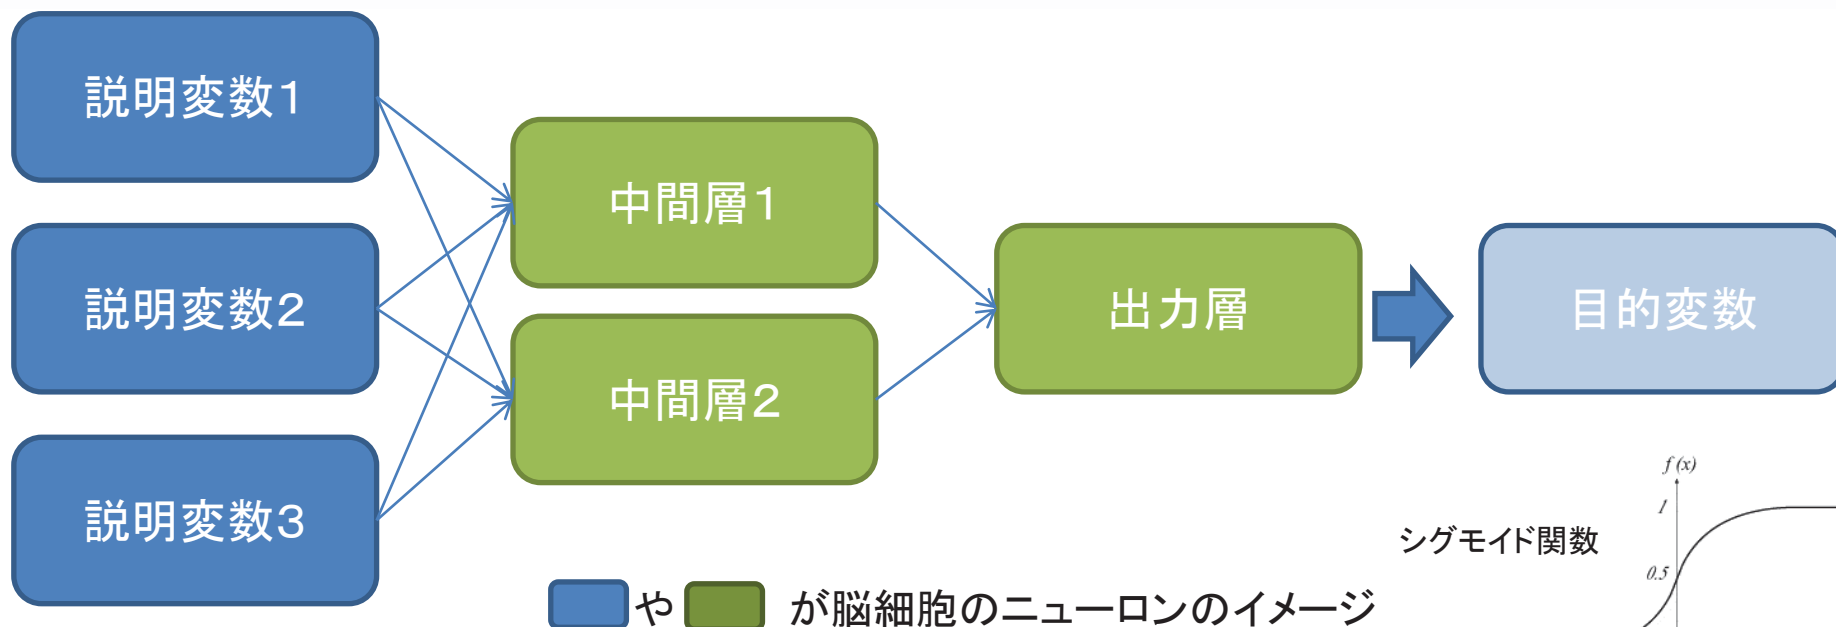 説明変数１
説明変数２
説明変数３
中間層１
中間層２
出力層
目的変数
シグモイド関数
f (x)
1
0.5
や が脳細胞のニューロンのイメージ